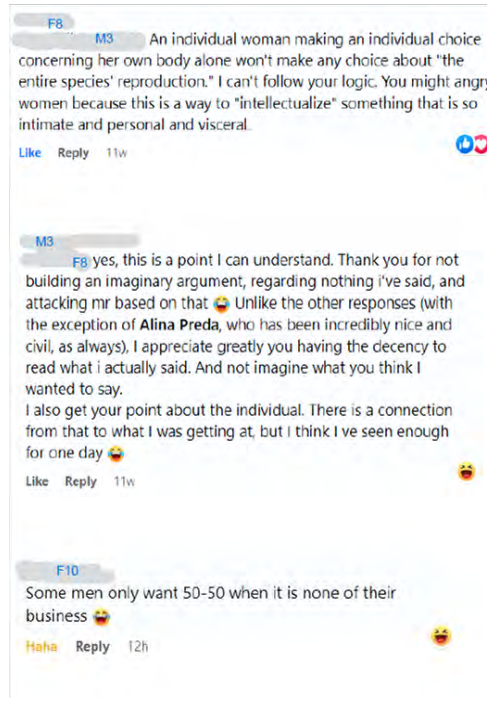 F8
M3 An individual woman making an individual choice
concerning her own body alone won't make any choice about "the
entire species' reproduction." I can't follow your logic. You might angry
women because this is a way to "intellectualize" something that is so
intimate and personal and visceral.
Like Reply 11w
M3
F8 yes, this is a point I can understand. Thank you for not
building an imaginary argument, regarding nothing i've said, and
attacking mr based on that 😂 Unlike the other responses (with
the exception of Alina Preda, who has been incredibly nice and
civil, as always), I appreciate greatly you having the decency to
read what i actually said. And not imagine what you think I
wanted to say.
I also get your point about the individual. There is a connection
from that to what I was getting at, but I think I ve seen enough
for one day 😂
Like Reply 11w
F10
Some men only want 50-50 when it is none of their
business 😂
Haha Reply 12h